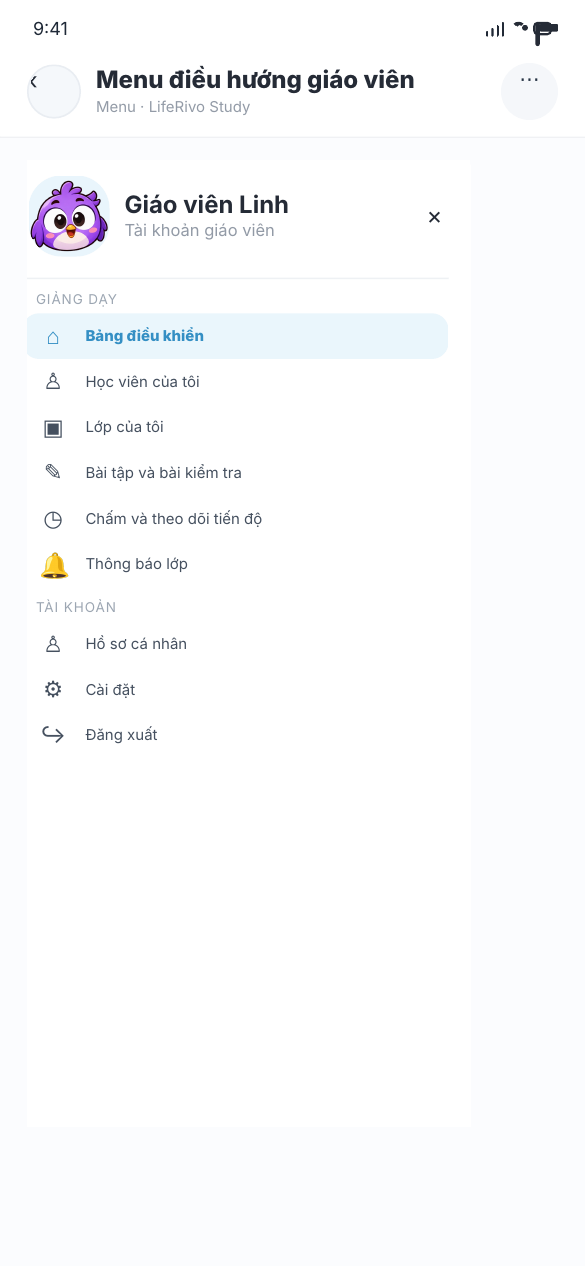 9:41
Menu điều hướng giáo viên
Menu · LifeRivo Study
Giáo viên Linh
Tài khoản giáo viên
GIẢNG DẠY
Bảng điều khiển
Học viên của tôi
Lớp của tôi
Bài tập và bài kiểm tra
Chấm và theo dõi tiến độ
Thông báo lớp
TÀI KHOẢN
Hồ sơ cá nhân
Cài đặt
Đăng xuất